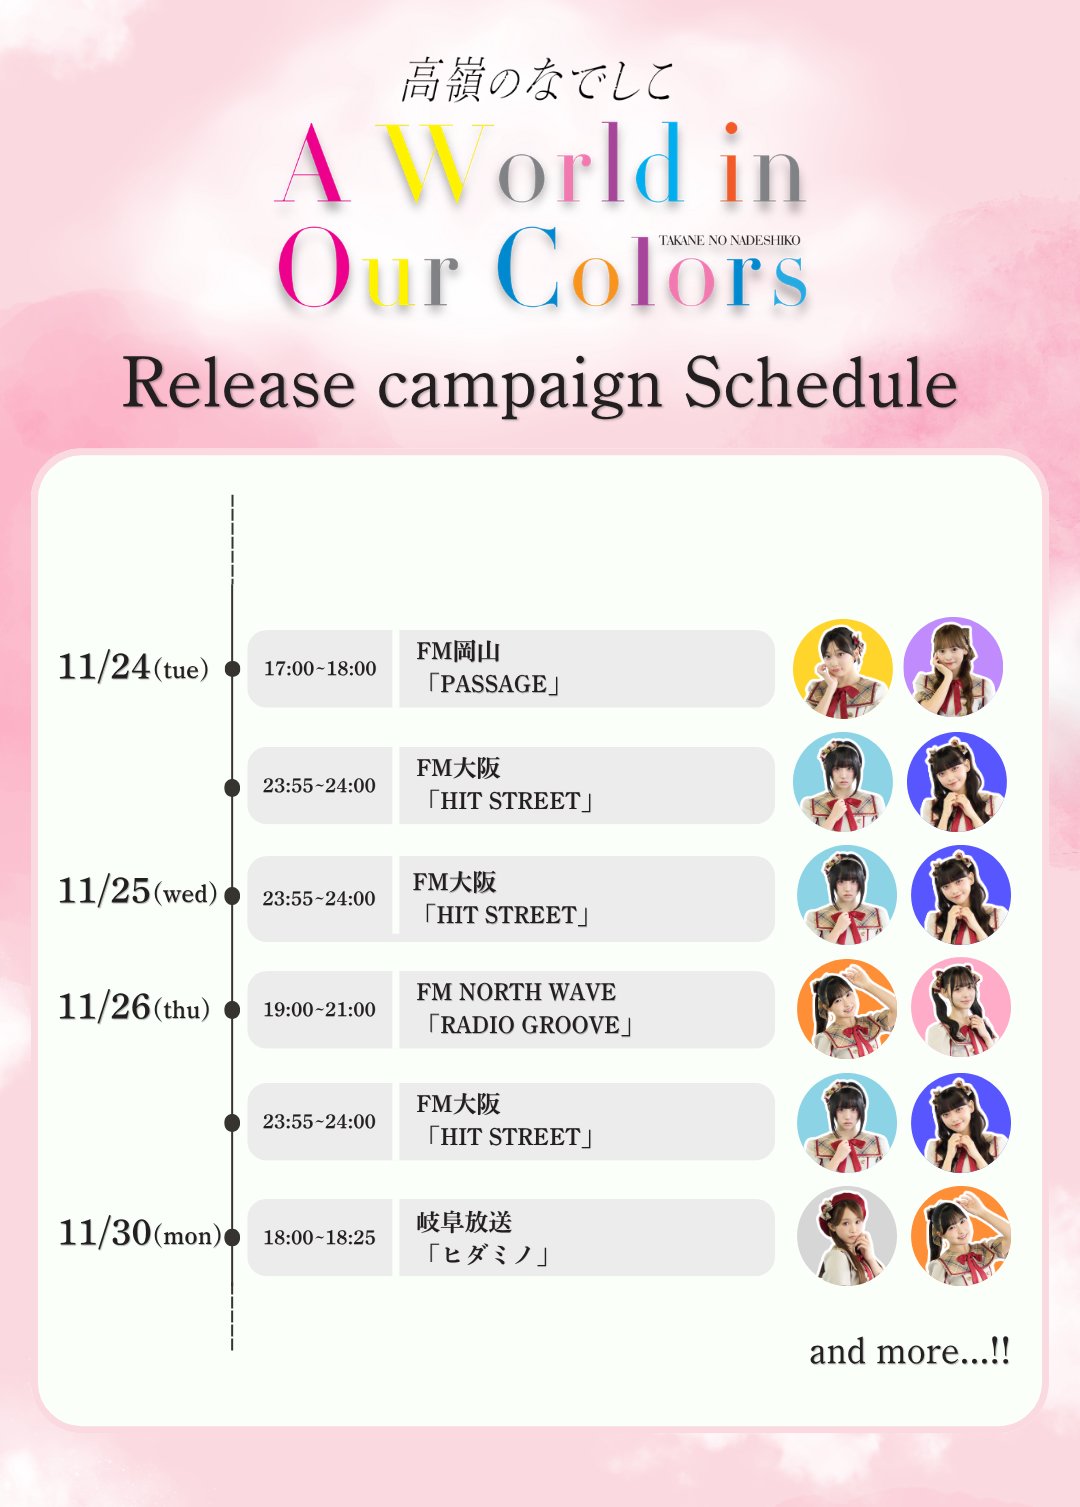 高嶺のなでしこ
A World in
Our Colors
TAKANE NO NADESHIKO
Release campaign Schedule
11/24(tue)
17:00~18:00
FM岡山
「PASSAGE」
23:55~24:00
FM大阪
「HIT STREET」
11/25(wed)
23:55~24:00
FM大阪
「HIT STREET」
11/26(thu)
19:00~21:00
FM NORTH WAVE
「RADIO GROOVE」
23:55~24:00
FM大阪
「HIT STREET」
11/30(mon)
18:00~18:25
岐阜放送
「ヒダミノ」
and more...!!